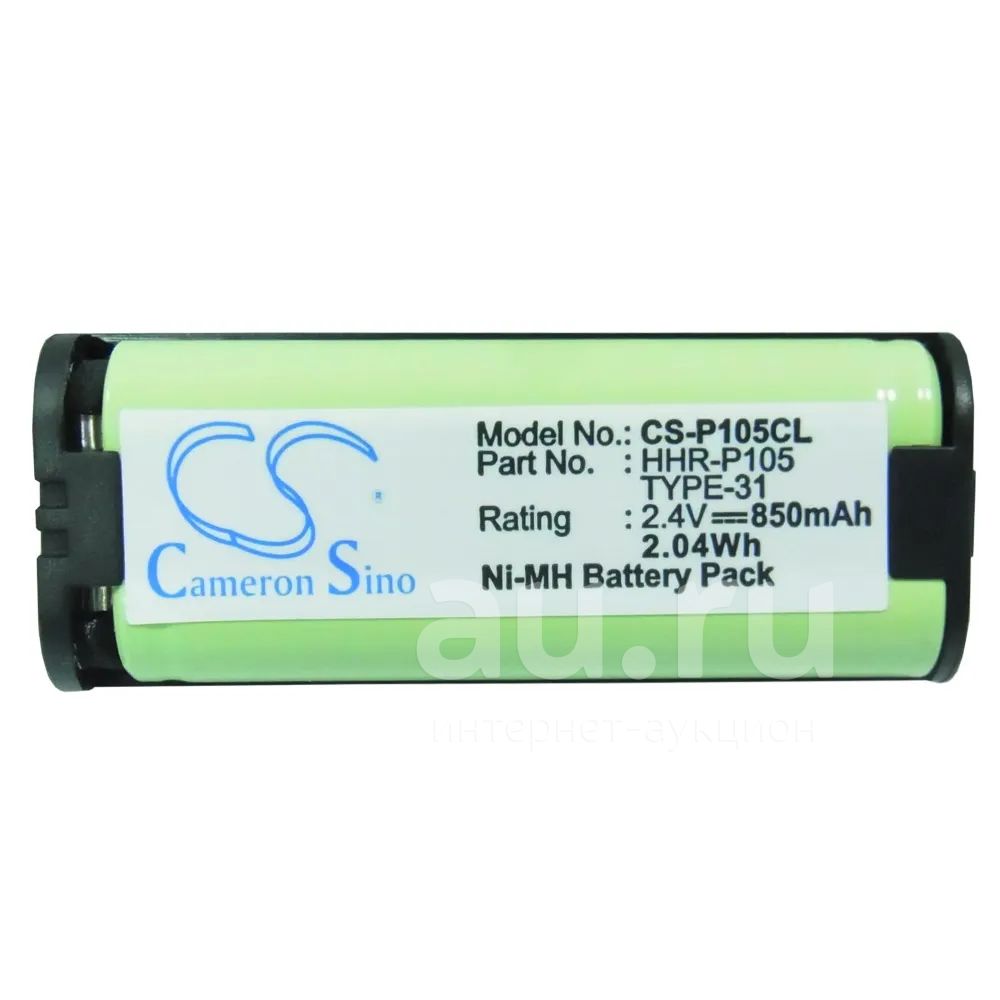 CS
®
Cameron Sino
Model No.: CS-P105CL
Part No. : HHR-P105
TYPE-31
Rating : 2.4V⎓850mAh
2.04Wh
Ni-MH Battery Pack
au.ru
интернет-аукцион